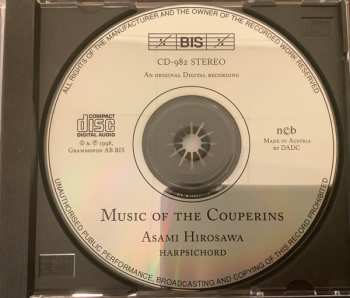 ALL RIGHTS OF THE MANUFACTURER AND THE OWNER OF THE RECORDED WORK RESERVED
BIS
CD-982 STEREO
An original Digital recording
COMPACT
disc
DIGITAL AUDIO
© & ℗ 1998,
Grammofon AB BIS
ncb
Made in Austria
by DADC
Music of the Couperins
Asami Hirosawa
harpsichord
UNAUTHORISED PUBLIC PERFORMANCE, BROADCASTING AND COPYING OF THIS RECORD PROHIBITED